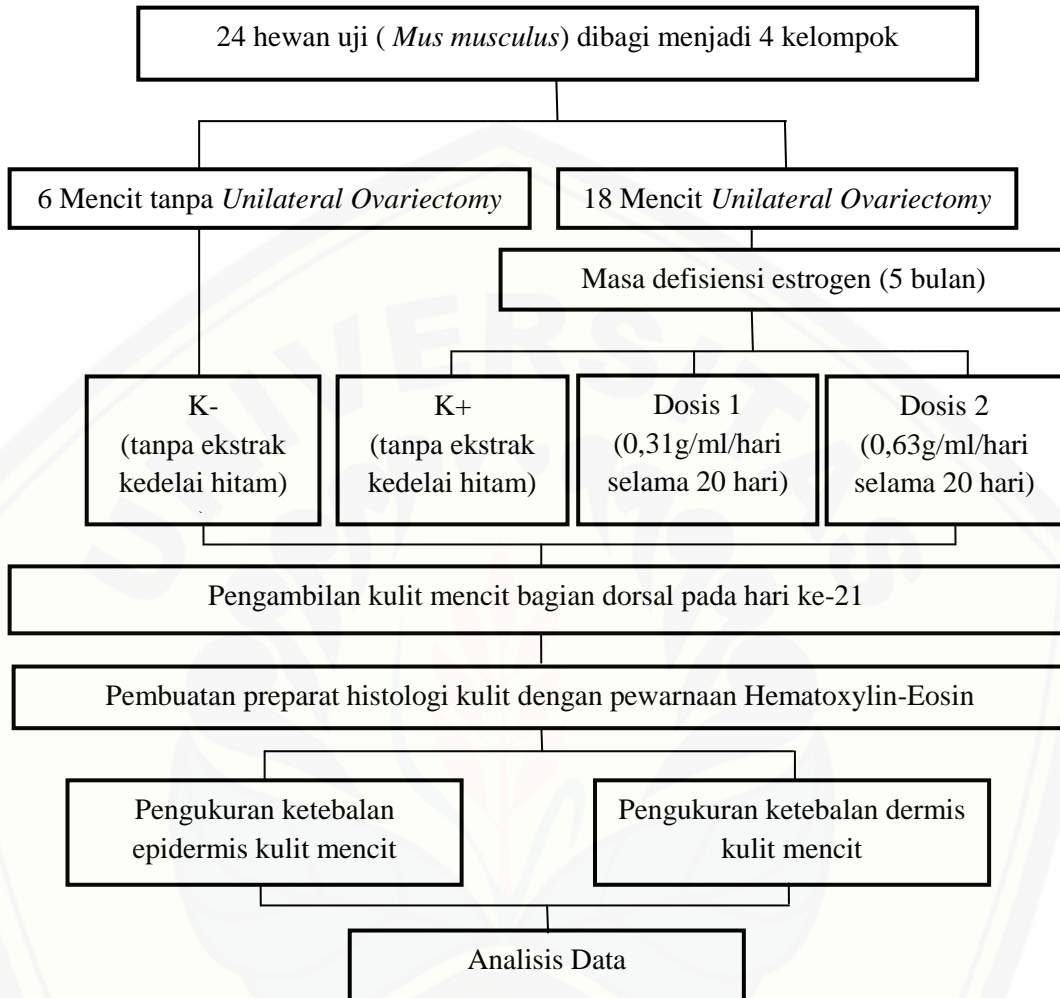 24 hewan uji ( Mus musculus) dibagi menjadi 4 kelompok
6 Mencit tanpa Unilateral Ovariectomy
18 Mencit Unilateral Ovariectomy
Masa defisiensi estrogen (5 bulan)
K-
(tanpa ekstrak
kedelai hitam)
.
K+
(tanpa ekstrak
kedelai hitam)
Dosis 1
(0,31g/ml/hari
selama 20 hari)
Dosis 2
(0,63g/ml/hari
selama 20 hari)
Pengambilan kulit mencit bagian dorsal pada hari ke-21
Pembuatan preparat histologi kulit dengan pewarnaan Hematoxylin-Eosin
Pengukuran ketebalan
epidermis kulit mencit
Pengukuran ketebalan dermis
kulit mencit
Analisis Data
UNIVERSITAS